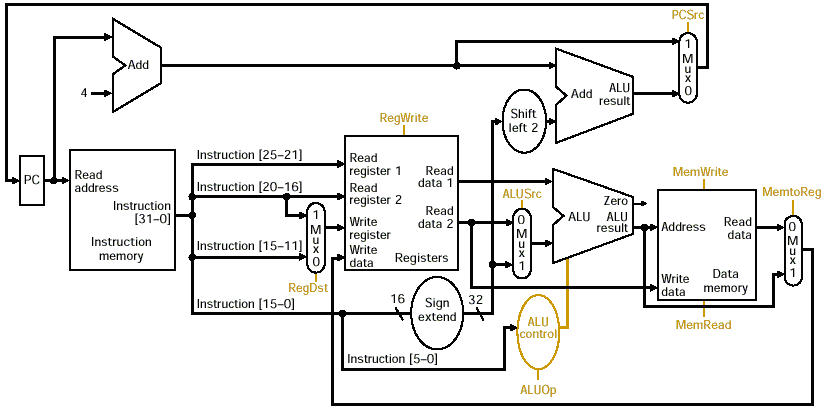 PCSrc
1
M
u
x
0
Add
4
Add
ALU
result
Shift
left 2
RegWrite
PC
Read
address
Instruction
[31–0]
Instruction
memory
Instruction [25–21]
Instruction [20–16]
Instruction [15–11]
Instruction [15–0]
1
M
u
x
0
RegDst
Read
register 1
Read
register 2
Write
register
Write
data
Read
data 1
Read
data 2
Registers
ALUSrc
0
M
u
x
1
Zero
ALU
ALU
result
MemWrite
Address
Read
data
Write
data
Data
memory
MemRead
MemtoReg
0
M
u
x
1
16
Sign
extend
32
ALU
control
Instruction [5–0]
ALUOp